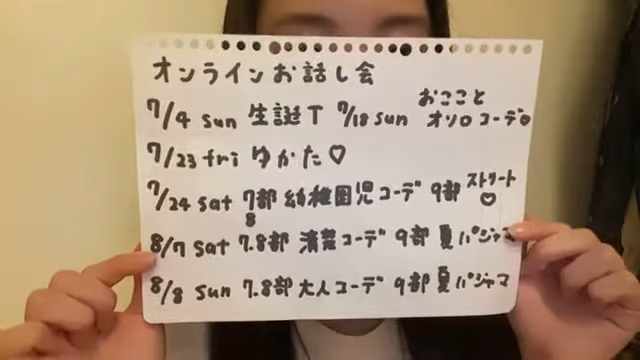 オンラインお話し会
7/4 sun 生誕T 7/18 sun おここと オソロコーデ
7/23 fri ゆかた♡
7/24 sat 7部 8 幼稚園児コーデ 9部 ストリート♡
8/7 sat 7.8部 清楚コーデ 9部 夏パジャマ
8/8 sun 7.8部 大人コーデ 9部 夏パジャマ